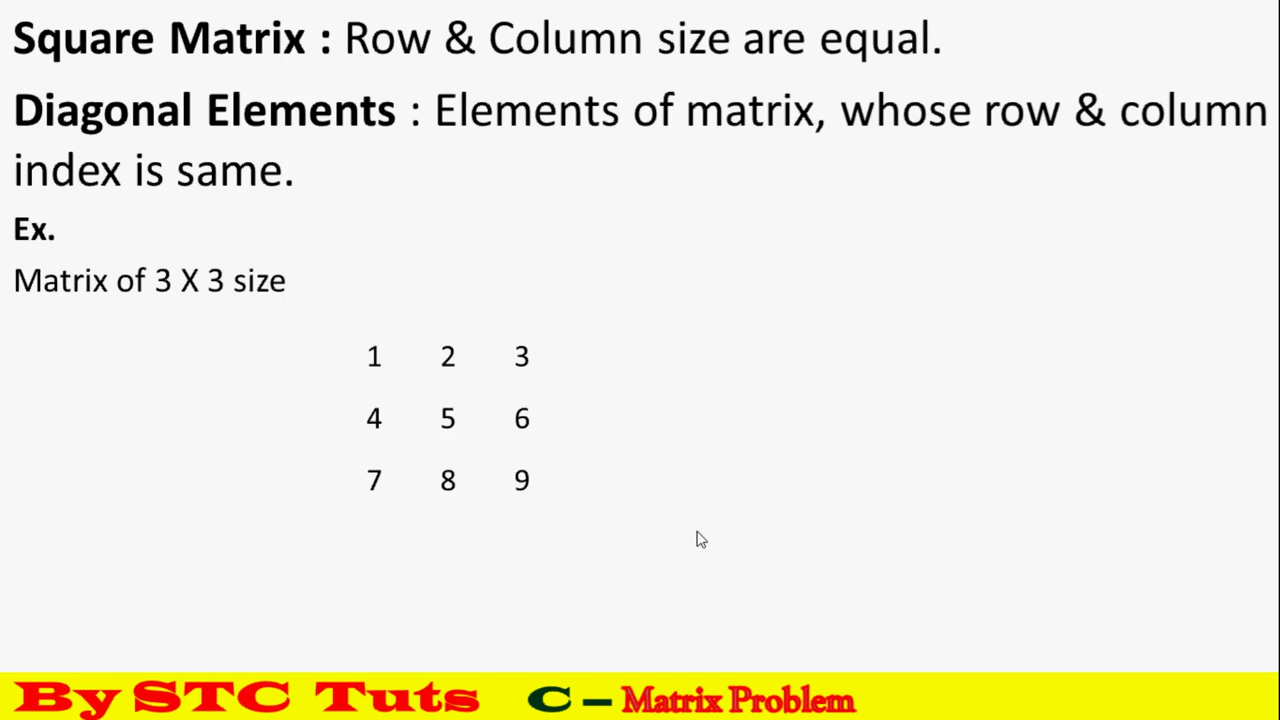 Square Matrix : Row & Column size are equal.
Diagonal Elements : Elements of matrix, whose row & column
index is same.
Ex.
Matrix of 3 X 3 size
1 2 3
4 5 6
7 8 9
By STC Tuts C – Matrix Problem